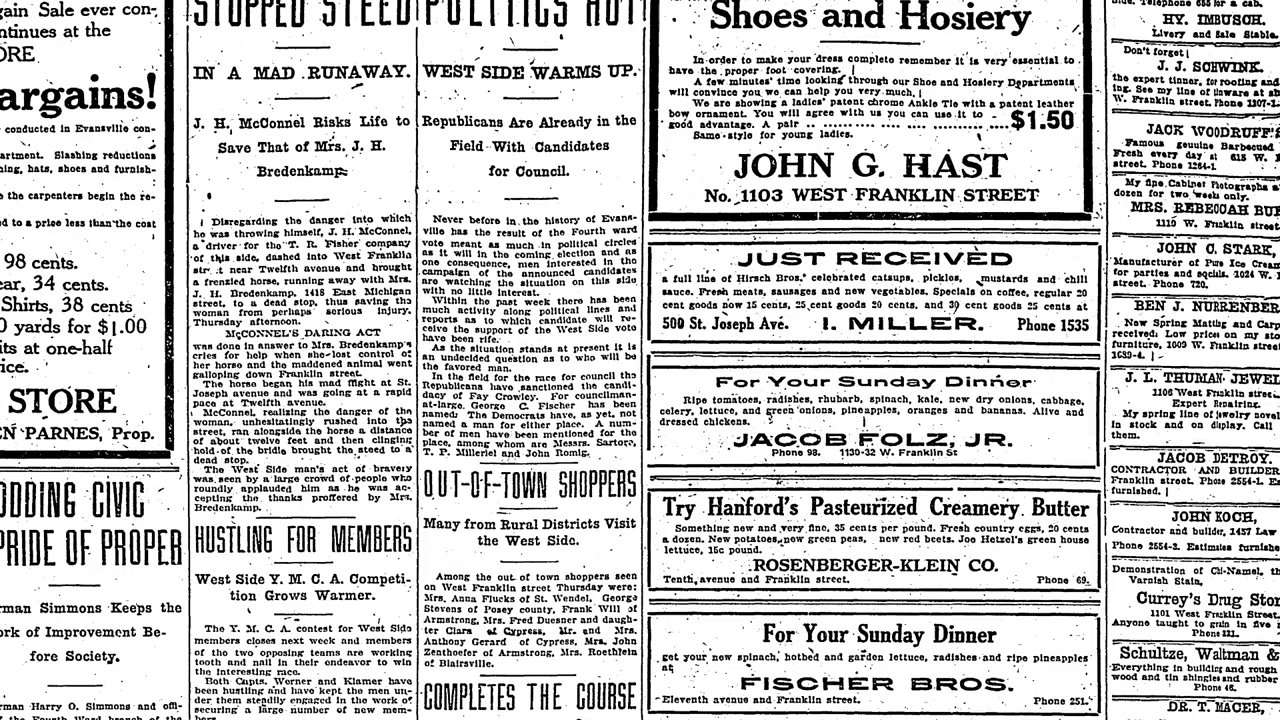 gain Sale ever con-
ntinues at the
ORE
argains!
conducted in Evansville con-
artment. Slashing reductions
ning, hats, shoes and furnish-
e the carpenters begin the re-
ed to a price less than the cost
98 cents.
ear, 34 cents.
Shirts, 38 cents
0 yards for $1.00
its at one-half
ice.
STORE
EN PARNES, Prop.
ODDING CIVIC
PRIDE OF PROPER
rman Simmons Keeps the
ork of Improvement Be-
fore Society.
rman Harry O. Simmons and offi-
f the Fourth Ward branch of the
STOPPED STEED
IN A MAD RUNAWAY.
J. H. McConnel Risks Life to
Save That of Mrs. J. H.
Bredenkamp.
Disregarding the danger into which
he was throwing himself, J. H. McConnel,
a driver for the T. R. Fisher company
of this side, dashed into West Franklin
street near Twelfth avenue and brought
a frenzied horse, running away with Mrs.
J. H. Bredenkamp, 1418 East Michigan
street, to a dead stop, thus saving the
woman from perhaps serious injury.
Thursday afternoon.
McCONNEL'S DARING ACT
was done in answer to Mrs. Bredenkamp's
cries for help when she lost control of
her horse and the maddened animal went
galloping down Franklin street.
The horse began his mad flight at St.
Joseph avenue and was going at a rapid
pace at Twelfth avenue.
McConnel, realizing the danger of the
woman, unhesitatingly rushed into the
street, ran alongside the horse a distance
of about twelve feet and then clinging
hold of the bridle brought the steed to a
dead stop.
The West Side man's act of bravery
was seen by a large crowd of people who
roundly applauded him as he was ac-
cepting the thanks proffered by Mrs.
Bredenkamp.
HUSTLING FOR MEMBERS
West Side Y. M. C. A. Competi-
tion Grows Warmer.
The Y. M. C. A. contest for West Side
members closes next week and members
of the two opposing teams are working
tooth and nail in their endeavor to win
the interesting race.
Both Capts. Werner and Klamer have
been hustling and have kept the men un-
der them steadily engaged in the work of
securing a large number of new mem-
bers.
POLITICS HOT
WEST SIDE WARMS UP.
Republicans Are Already in the
Field With Candidates
for Council.
Never before in the history of Evans-
ville has the result of the Fourth ward
vote meant as much in political circles
as it will in the coming election and as
one consequence, men interested in the
campaign of the announced candidates
are watching the situation on this side
with no little interest.
Within the past week there has been
much activity along political lines and
reports as to which candidate will re-
ceive the support of the West Side vote
have been rife.
As the situation stands at present it is
an undecided question as to who will be
the favored man.
In the field for the race for council the
Republicans have sanctioned the candi-
dacy of Fay Crowley. For councilman-
at-large, George C. Fischer has been
named. The Democrats have, as yet, not
named a man for either place. A num-
ber of men have been mentioned for the
place, among whom are Messrs. Sartore,
T. P. Milleriel and John Romig.
OUT-OF-TOWN SHOPPERS
Many from Rural Districts Visit
the West Side.
Among the out of town shoppers seen
on West Franklin street Thursday were:
Mrs. Anna Flucks of St. Wendel, George
Stevens of Posey county, Frank Will of
Armstrong, Mrs. Fred Duesner and daugh-
ter Clara of Cypress, Mr. and Mrs.
Anthony Gerard of Cypress, Mrs. John
Zenthoefer of Armstrong, Mrs. Roethlein
of Blairsville.
COMPLETES THE COURSE
Shoes and Hosiery
In order to make your dress complete remember it is very essential to
have the proper foot covering.
A few minutes' time looking through our Shoe and Hosiery Departments
will convince you we can help you very much.
We are showing a ladies' patent chrome Ankle Tie with a patent leather
bow ornament. You will agree with us you can use it to
good advantage. A pair .................... $1.50
Same style for young ladies.
JOHN G. HAST
No. 1103 WEST FRANKLIN STREET
JUST RECEIVED
a full line of Hirsch Bros.' celebrated catsups, pickles, mustards and chili
sauce. Fresh meats, sausages and new vegetables. Specials on coffee, regular 20
cent goods now 15 cents, 25 cent goods 20 cents, and 30 cent goods 25 cents at
500 St. Joseph Ave. I. MILLER. Phone 1535
For Your Sunday Dinner
Ripe tomatoes, radishes, rhubarb, spinach, kale, new dry onions, cabbage,
celery, lettuce, and green onions, pineapples, oranges and bananas. Alive and
dressed chickens.
JACOB FOLZ, JR.
Phone 98. 1130-32 W. Franklin St
Try Hanford's Pasteurized Creamery Butter
Something new and very fine, 35 cents per pound. Fresh country eggs, 20 cents
a dozen. New potatoes, new green peas, new red beets. Joe Hetzel's green house
lettuce, 15c pound.
ROSENBERGER-KLEIN CO.
Tenth avenue and Franklin street. Phone 69.
For Your Sunday Dinner
get your new spinach, hotbed and garden lettuce, radishes and ripe pineapples
at
FISCHER BROS.
Eleventh avenue and Franklin street. Phone 251.
side. Telephone 655 for a cab.
HY. IMBUSCH.
Livery and Sale Stable.
Don't forget
J. J. SCHWINK.
the expert tinner, for roofing and
ing. See my line of tinware at
W. Franklin street. Phone 1207-
JACK WOODRUFF'S
Famous genuine Barbecued
Fresh every day at 618 W.
street. Phone 1264-1.
My fine Cabinet Photographs
dozen for two week only.
MRS. REBECCAH
1110 W. Franklin street
JOHN C. STARK,
Manufacturer of Pure Ice Cream
for parties and socials. 1024 W.
street. Phone 720.
BEN J. NURRENBER
New Spring Matting and Carp
received: Low price on my sto
furniture, 1009 W. Franklin street
1639-4.
J. L. THUMAN JEWEL
1106 West Franklin street.
Expert Repairing.
My spring line of jewelry novel
in stock and on display. Call
them.
JACOB DETROY.
CONTRACTOR AND BUILDER
Franklin street. Phone 2554-1. Es
furnished.
JOHN KOCH,
Contractor and builder, 1457 Law
Phone 2554-2. Estimates furnishe
Demonstration of Chi-Namel, th
Varnish Stain,
Currey's Drug Stor
1101 West Franklin Street
Anyone taught to grain in five
Phone 221.
Schultze, Waltman &
Everything in building and rough
wood and tin shingles and rubber
Phone 46.
DR. T. MACER,